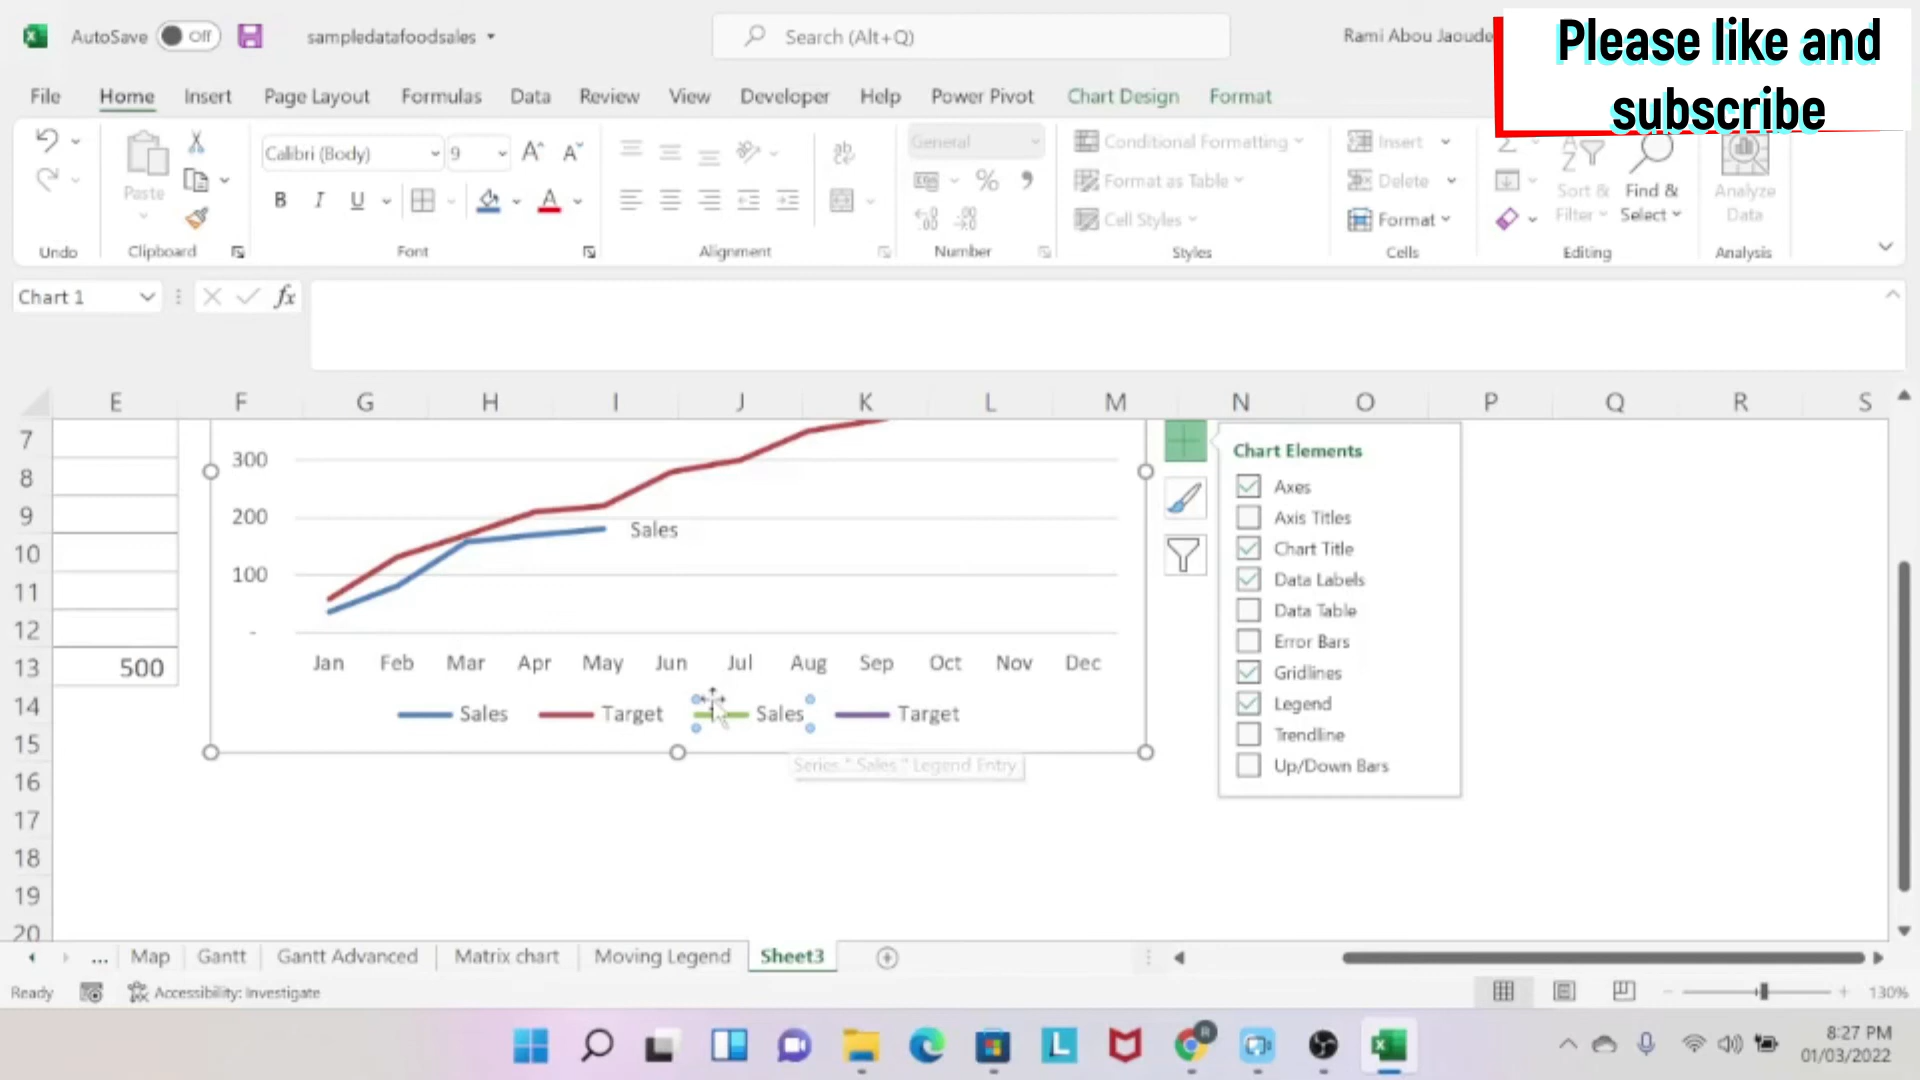 AutoSave Off sampledatafoodsales Search (Alt+Q) Rami Abou Jaoude
Please like and
subscribe
File Home Insert Page Layout Formulas Data Review View Developer Help Power Pivot Chart Design Format
Paste
Calibri (Body) 9
B I U A
ab
General
% 9
Conditional Formatting
Format as Table
Cell Styles
Insert
Delete
Format
Sort &
Filter
Find &
Select
Analyze
Data
Undo Clipboard Font Alignment Number Styles Cells Editing Analysis
Chart 1 fx
E F G H I J K L M N O P Q R S
7
8
9
10
11
12
13 500
14
15
16
17
18
19
20
300
200
100
-
Sales
Jan Feb Mar Apr May Jun Jul Aug Sep Oct Nov Dec
Sales Target Sales Target
Series " Sales " Legend Entry
Chart Elements
Axes
Axis Titles
Chart Title
Data Labels
Data Table
Error Bars
Gridlines
Legend
Trendline
Up/Down Bars
... Map Gantt Gantt Advanced Matrix chart Moving Legend Sheet3
Ready Accessibility: Investigate 130%
8:27 PM
01/03/2022